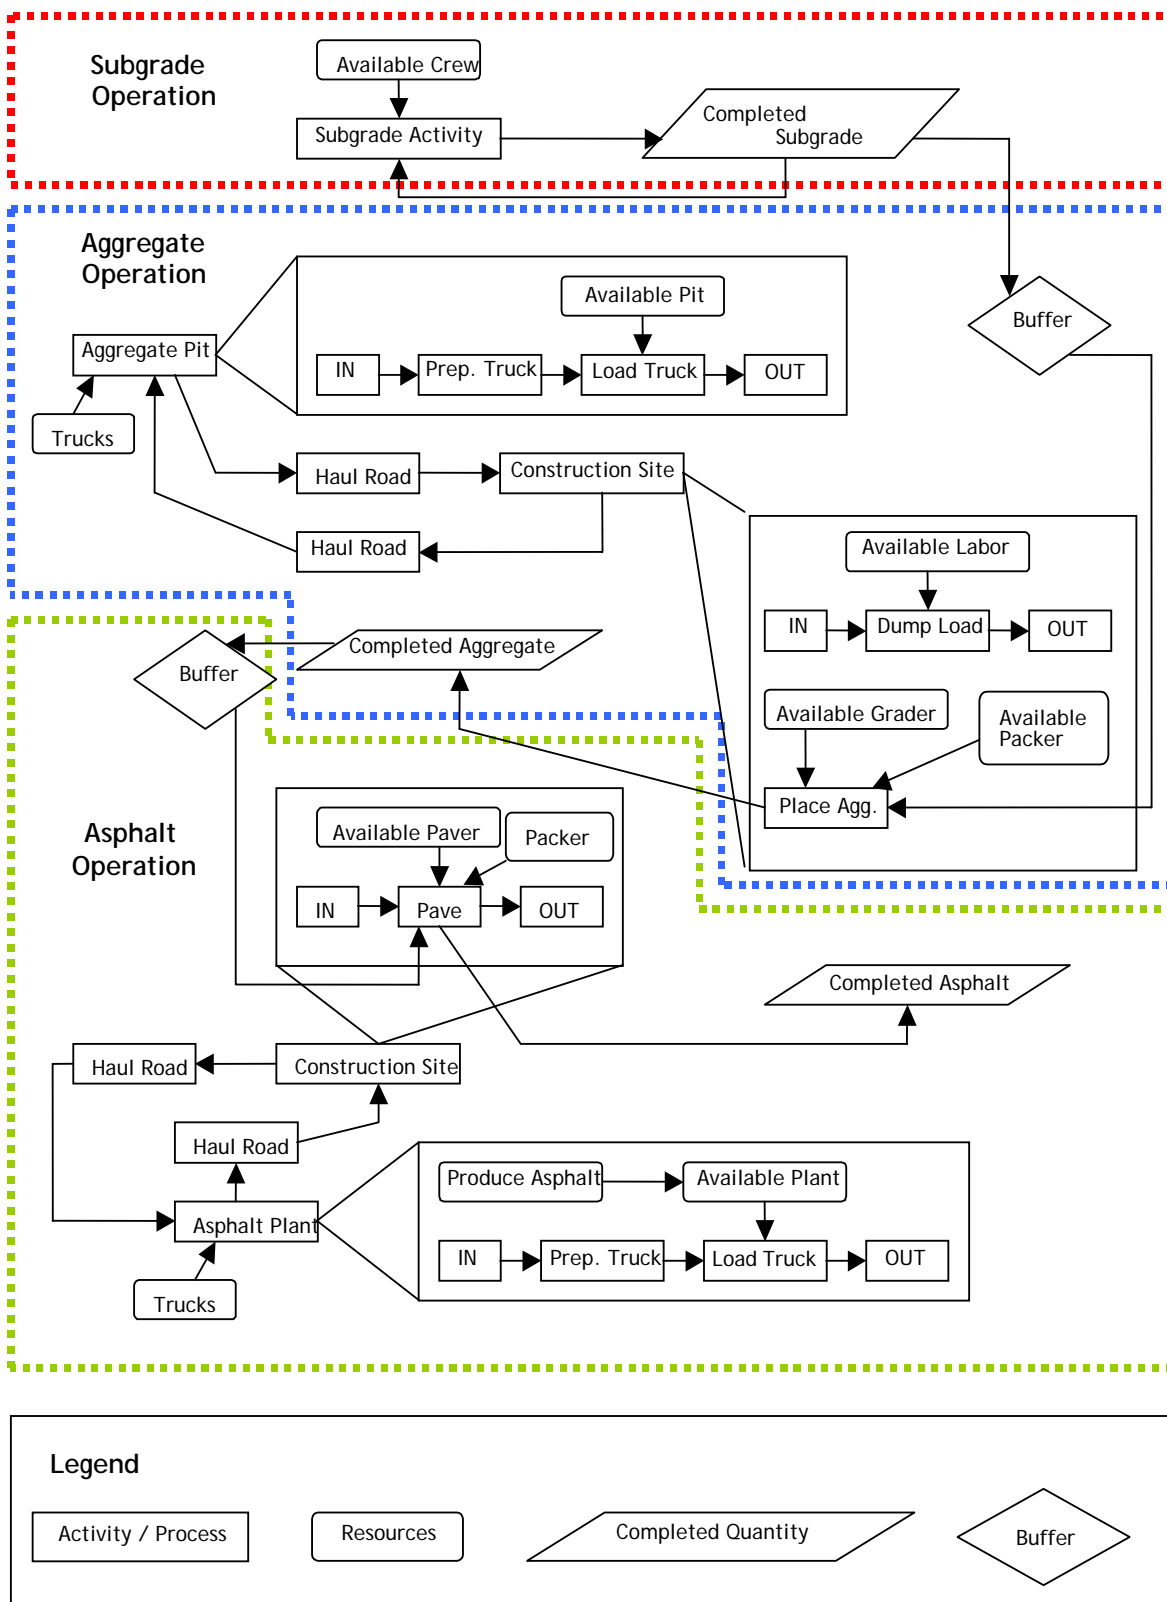 Subgrade
Operation
Available Crew
Subgrade Activity
Completed
Subgrade
Aggregate
Operation
Available Pit
Buffer
Aggregate Pit
IN
Prep. Truck
Load Truck
OUT
Trucks
Haul Road
Construction Site
Haul Road
Available Labor
IN
Dump Load
OUT
Completed Aggregate
Buffer
Available Grader
Available
Packer
Place Agg.
Asphalt
Operation
Available Paver
Packer
IN
Pave
OUT
Completed Asphalt
Haul Road
Construction Site
Haul Road
Produce Asphalt
Available Plant
Asphalt Plant
IN
Prep. Truck
Load Truck
OUT
Trucks
Legend
Activity / Process
Resources
Completed Quantity
Buffer